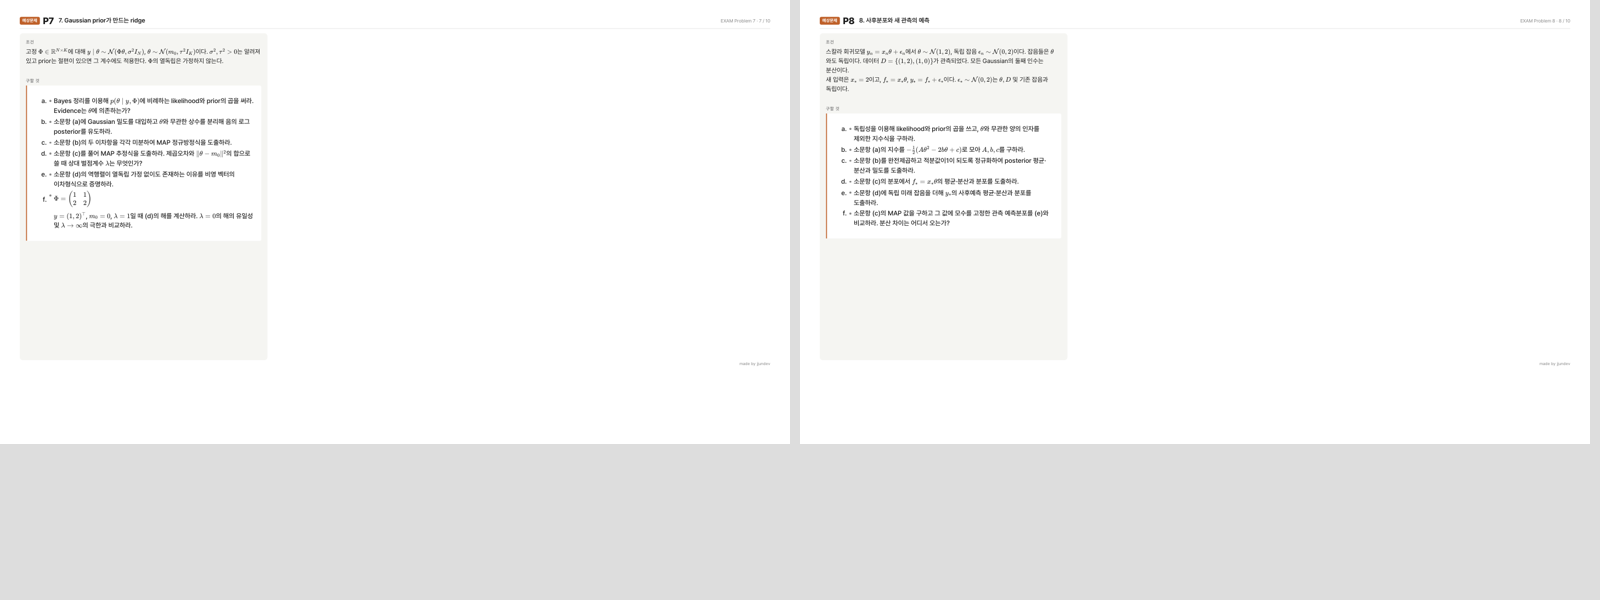 예상문제 P7 7. Gaussian prior가 만드는 ridge
EXAM Problem 7 · 7 / 10
조건
고정 Φ ∈ ℝ^{N×K}에 대해 y | θ ∼ N(Φθ, σ²I_N), θ ∼ N(m₀, τ²I_K)이다. σ², τ² > 0는 알려져
있고 prior는 절편이 있으면 그 계수에도 적용한다. Φ의 열독립은 가정하지 않는다.
구할 것
a. • Bayes 정리를 이용해 p(θ | y, Φ)에 비례하는 likelihood와 prior의 곱을 써라.
Evidence는 θ에 의존하는가?
b. • 소문항 (a)에 Gaussian 밀도를 대입하고 θ와 무관한 상수를 분리해 음의 로그
posterior를 유도하라.
c. • 소문항 (b)의 두 이차항을 각각 미분하여 MAP 정규방정식을 도출하라.
d. • 소문항 (c)를 풀어 MAP 추정식을 도출하라. 제곱오차와 ||θ − m₀||²의 합으로
쓸 때 상대 벌점계수 λ는 무엇인가?
e. • 소문항 (d)의 역행렬이 열독립 가정 없이도 존재하는 이유를 비영 벡터의
이차형식으로 증명하라.
f. • Φ = (1 1
2 2)
y = (1, 2)^⊤, m₀ = 0, λ = 1일 때 (d)의 해를 계산하라. λ = 0의 해의 유일성
및 λ → ∞의 극한과 비교하라.
made by jjunsss
예상문제 P8 8. 사후분포와 새 관측의 예측
EXAM Problem 8 · 8 / 10
조건
스칼라 회귀모델 y_n = x_nθ + ϵ_n에서 θ ∼ N(1, 2), 독립 잡음 ϵ_n ∼ N(0, 2)이다. 잡음들은 θ
와도 독립이다. 데이터 D = {(1, 2), (1, 0)}가 관측되었다. 모든 Gaussian의 둘째 인수는
분산이다.
새 입력은 x_* = 2이고, f_* = x_*θ, y_* = f_* + ϵ_*이다. ϵ_* ∼ N(0, 2)는 θ, D 및 기존 잡음과
독립이다.
구할 것
a. • 독립성을 이용해 likelihood와 prior의 곱을 쓰고, θ와 무관한 양의 인자를
제외한 지수식을 구하라.
b. • 소문항 (a)의 지수를 −½(Aθ² − 2bθ + c)로 모아 A, b, c를 구하라.
c. • 소문항 (b)를 완전제곱하고 적분값이1이 되도록 정규화하여 posterior 평균·
분산과 밀도를 도출하라.
d. • 소문항 (c)의 분포에서 f_* = x_*θ의 평균·분산과 분포를 도출하라.
e. • 소문항 (d)에 독립 미래 잡음을 더해 y_*의 사후예측 평균·분산과 분포를
도출하라.
f. • 소문항 (c)의 MAP 값을 구하고 그 값에 모수를 고정한 관측 예측분포를 (e)와
비교하라. 분산 차이는 어디서 오는가?